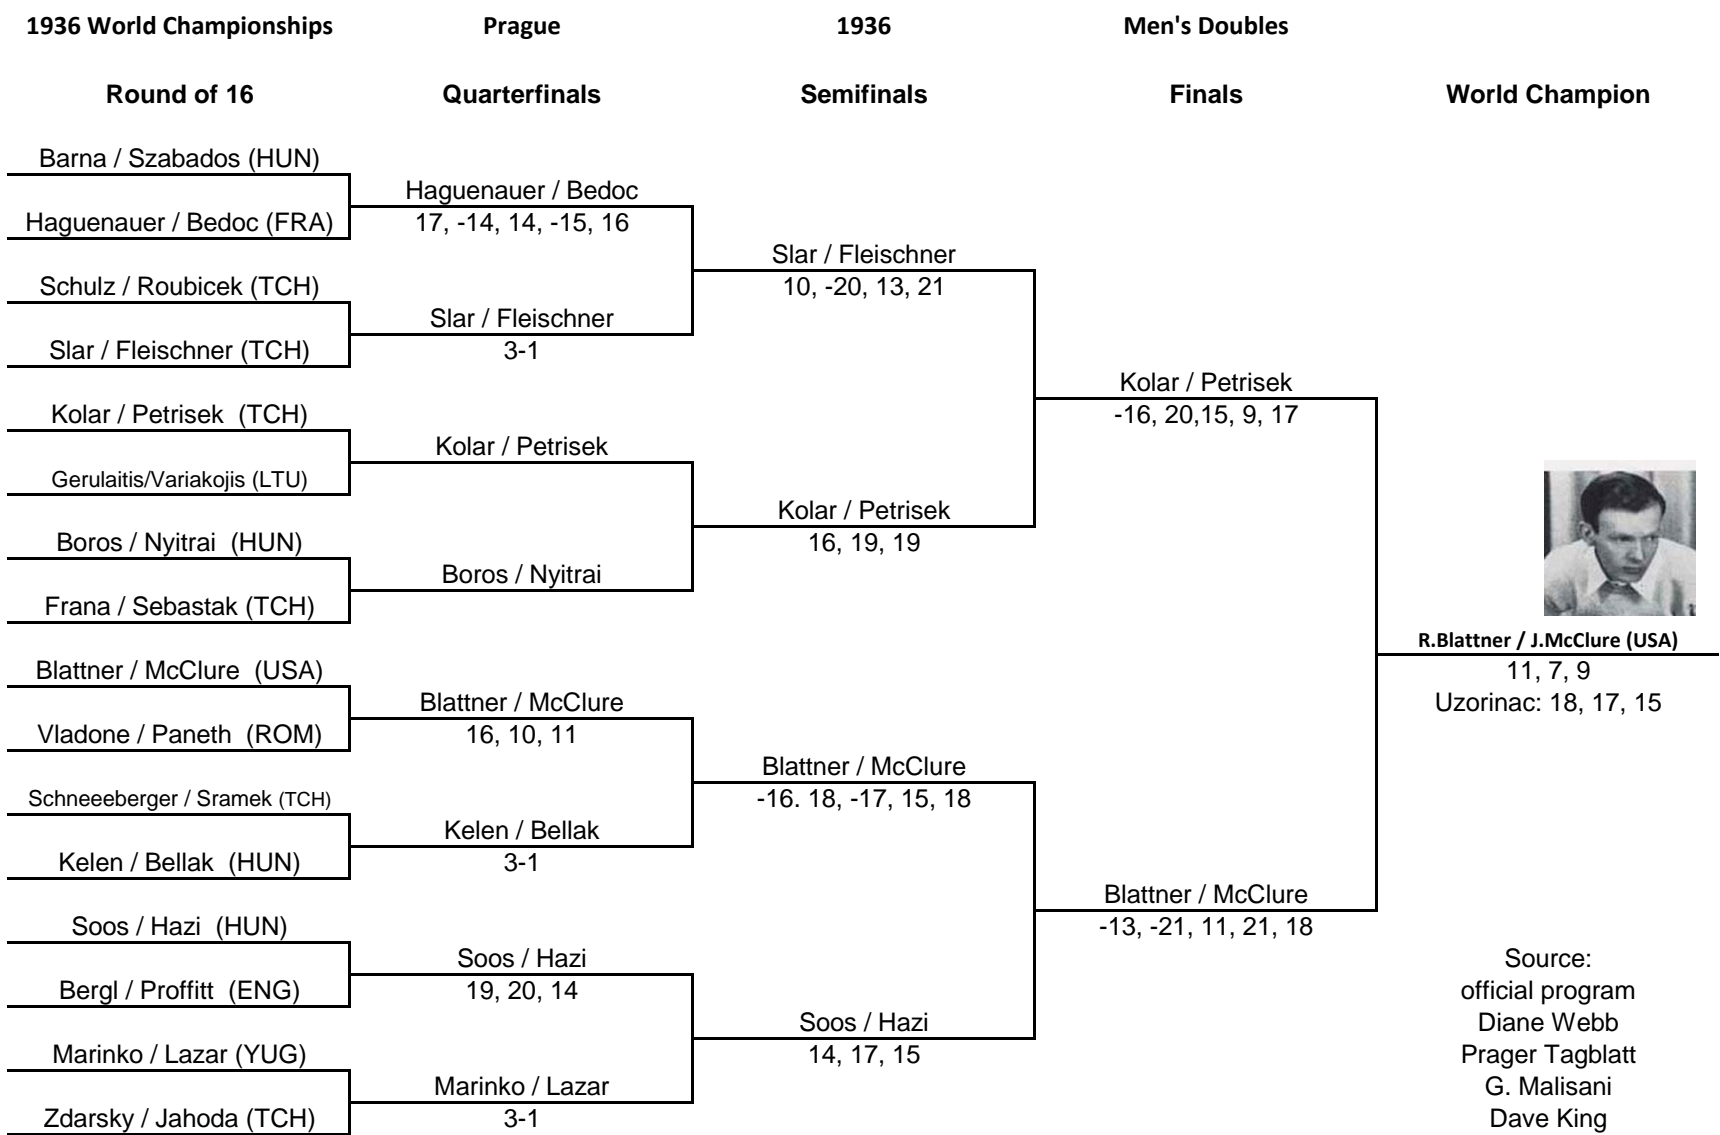 1936 World Championships Prague 1936 Men's Doubles
Round of 16 Quarterfinals Semifinals Finals World Champion
Barna / Szabados (HUN)
Haguenauer / Bedoc
Haguenauer / Bedoc (FRA)
17, -14, 14, -15, 16
Slar / Fleischner
Schulz / Roubicek (TCH)
10, -20, 13, 21
Slar / Fleischner
Slar / Fleischner (TCH)
3-1
Kolar / Petrisek
Kolar / Petrisek (TCH)
-16, 20,15, 9, 17
Kolar / Petrisek
Gerulaitis/Variakojis (LTU)
Kolar / Petrisek
Boros / Nyitrai (HUN)
16, 19, 19
Boros / Nyitrai
Frana / Sebastak (TCH)
R.Blattner / J.McClure (USA)
Blattner / McClure (USA)
11, 7, 9
Blattner / McClure
Uzorinac: 18, 17, 15
Vladone / Paneth (ROM)
16, 10, 11
Blattner / McClure
Schneeeberger / Sramek (TCH)
-16. 18, -17, 15, 18
Kelen / Bellak
Kelen / Bellak (HUN)
3-1
Blattner / McClure
Soos / Hazi (HUN)
-13, -21, 11, 21, 18
Soos / Hazi
Source:
Bergl / Proffitt (ENG)
19, 20, 14
official program
Soos / Hazi
Diane Webb
Marinko / Lazar (YUG)
14, 17, 15
Prager Tagblatt
Marinko / Lazar
G. Malisani
Zdarsky / Jahoda (TCH)
3-1
Dave King